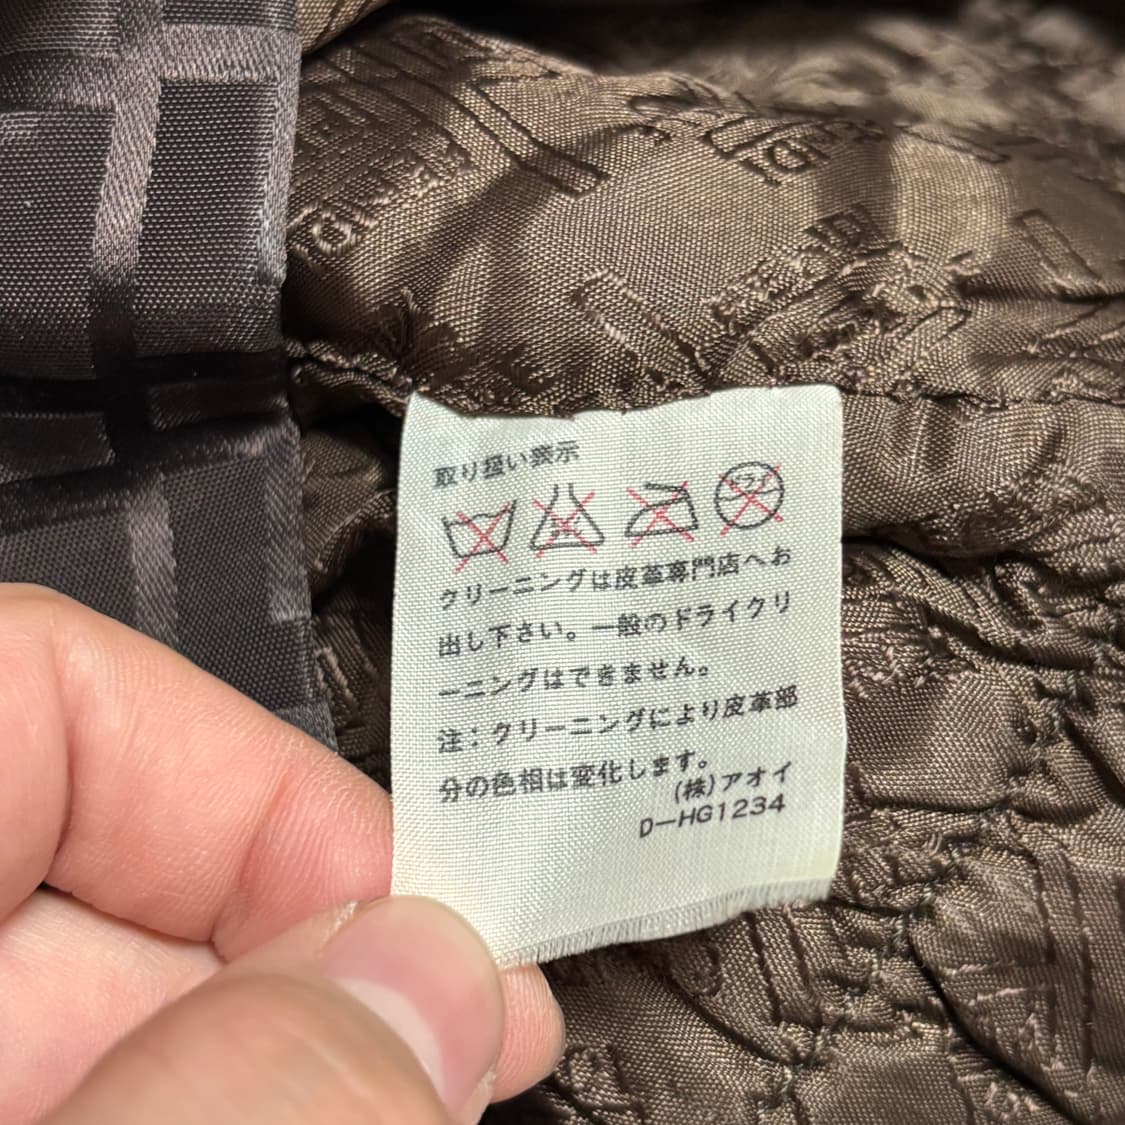 取り扱い表示
クリーニングは皮革専門店へお
出し下さい。一般のドライクリ
ーニングはできません。
注：クリーニングにより皮革部
分の色相は変化します。
(株)アオイ
D-HG1234